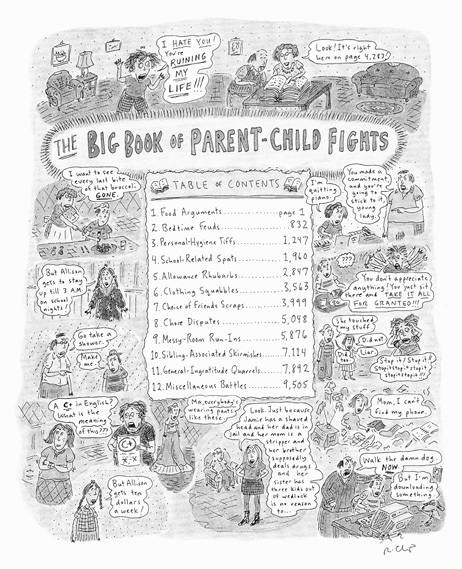 I HATE YOU!
You're
RUINING
MY
LIFE!!!
Look! It's right
here on page 4,287!
THE BIG BOOK OF PARENT-CHILD FIGHTS
I want to see
every last bite
of that broccoli
GONE.
TABLE OF CONTENTS
1. Food Arguments.............page 1
2. Bedtime Feuds...............832
3. Personal-Hygiene Tiffs.........1,247
4. School-Related Spats..........1,960
5. Allowance Rhubarbs...........2,847
6. Clothing Squabbles............3,563
7. Choice of Friends Scraps.......3,999
8. Chore Disputes...............5,048
9. Messy-Room Run-Ins...........5,876
10. Sibling-Associated Skirmishes...7,114
11. General-Ingratitude Quarrels....7,892
12. Miscellaneous Battles..........9,505
I'm
quitting
piano.
You made a
commitment,
and you're
going to
stick to it,
young
lady.
But Allison
gets to stay
up till 3 A.M.
on school
nights!
???
You don't appreciate
anything! You just sit
there and TAKE IT ALL
FOR GRANTED!!!
Go take a
shower.
Make
me.
She touched
my stuff.
Did not
Did,
too!
Liar.
Stop it! Stop it!
Stopit stopit stopit
stopit stopit!!!
A C+ in English?
What is the
meaning
of this???
C+
Ma, everybody's
wearing pants
like these.
Look. Just because
Jamie has a shaved
head and her dad is in
jail and her mom is a
stripper and
her brother
supposedly
deals drugs
and her
sister has
three kids out
of wedlock is
no reason
to...
Mom, I can't
find my phone.
But Allison
gets ten
dollars
a week!
Walk the damn dog
NOW.
But I'm
downloading
something.
R. Chst